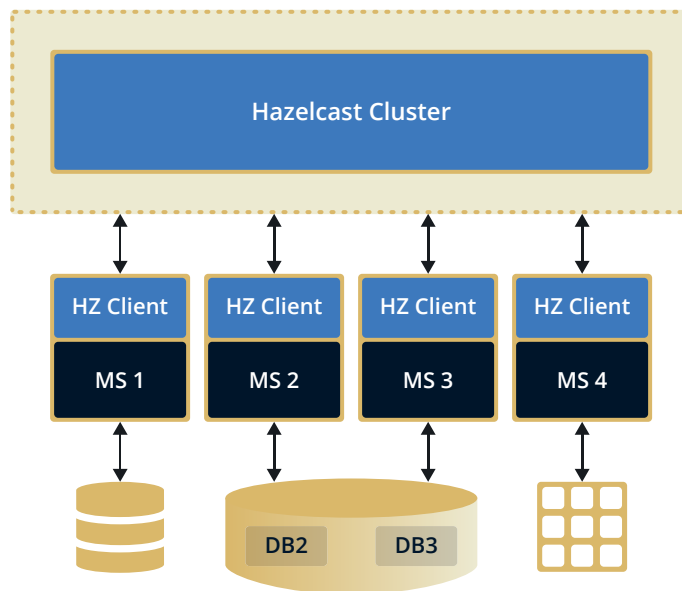 Hazelcast Cluster
HZ Client
HZ Client
HZ Client
HZ Client
MS 1
MS 2
MS 3
MS 4
DB2
DB3